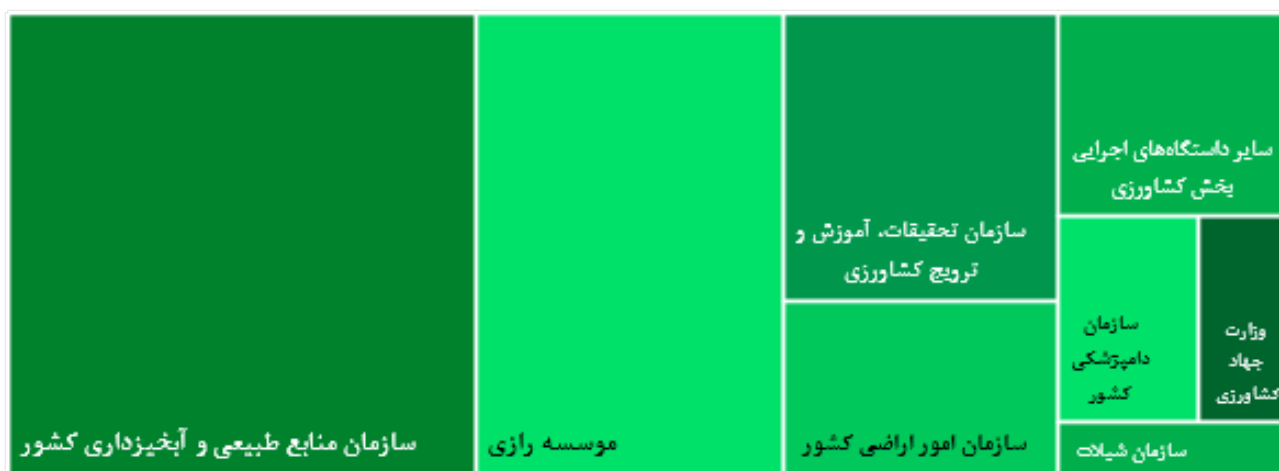 سازمان منابع طبیعی و آبخیزداری کشور
موسسه رازی
سازمان تحقیقات، آموزش و
ترویج کشاورزی
سازمان امور اراضی کشور
سایر داستگاه‌های اجرایی
بخش کشاورزی
سازمان
دامپزشکی
کشور
وزارت
جهاد
کشاورزی
سازمان شیلات